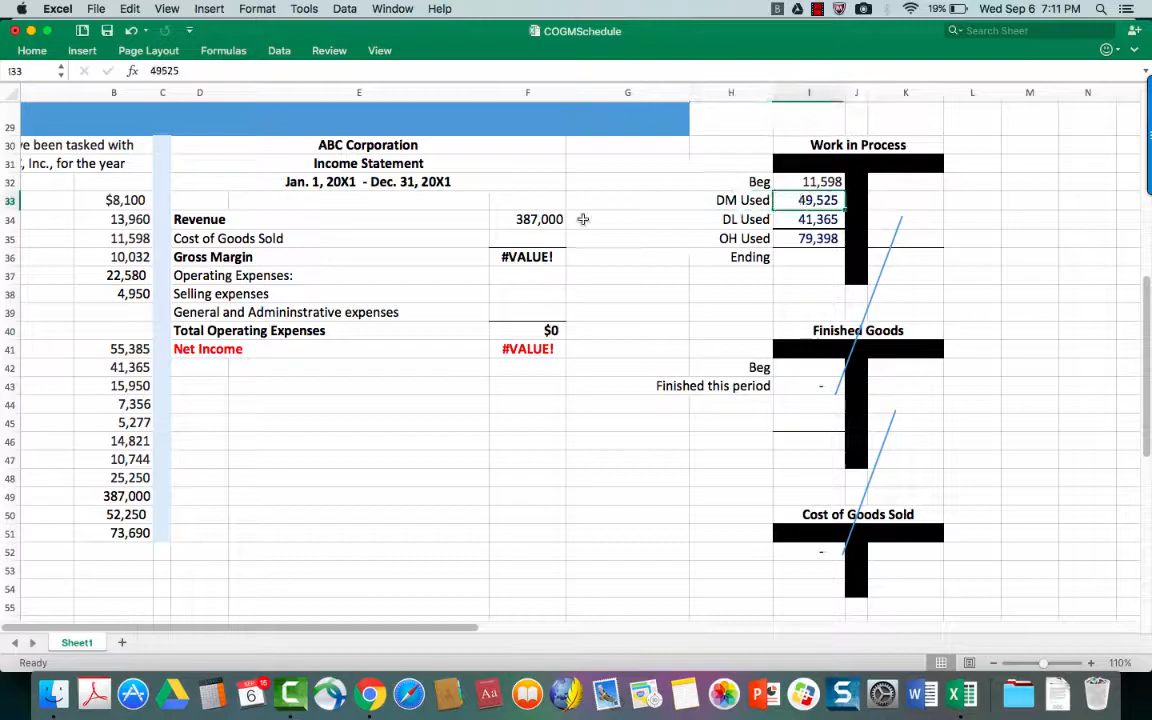 Excel File Edit View Insert Format Tools Data Window Help 19% Wed Sep 6 7:11 PM
COGMSchedule Search Sheet
Home Insert Page Layout Formulas Data Review View
I33 fx 49525
B C D E F G H I J K L M N
29
30 ve been tasked with ABC Corporation Work in Process
31 , Inc., for the year Income Statement
32 Jan. 1, 20X1 - Dec. 31, 20X1 Beg 11,598
33 $8,100 DM Used 49,525
34 13,960 Revenue 387,000 DL Used 41,365
35 11,598 Cost of Goods Sold OH Used 79,398
36 10,032 Gross Margin #VALUE! Ending
37 22,580 Operating Expenses:
38 4,950 Selling expenses
39 General and Admininstrative expenses
40 Total Operating Expenses $0 Finished Goods
41 55,385 Net Income #VALUE!
42 41,365 Beg
43 15,950 Finished this period -
44 7,356
45 5,277
46 14,821
47 10,744
48 25,250
49 387,000
50 52,250 Cost of Goods Sold
51 73,690
52 -
53
54
55
Sheet1
Ready 110%